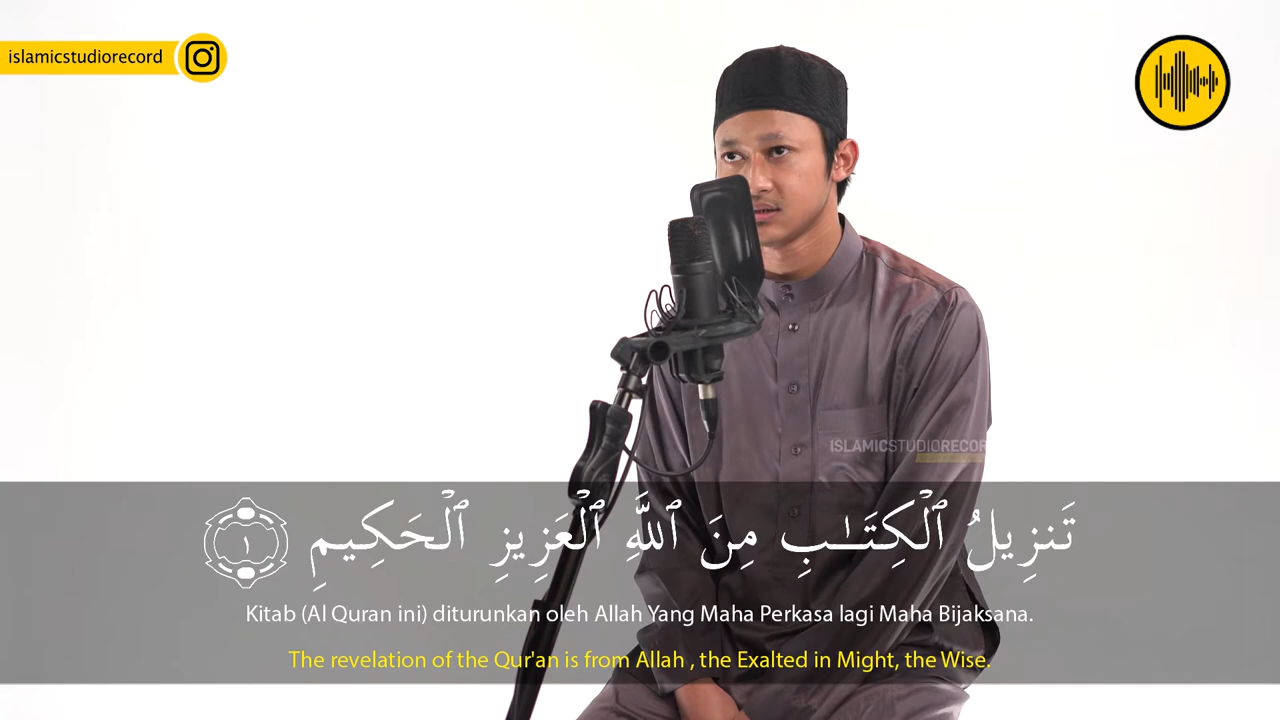 islamicstudiorecord
ISLAMICSTUDIORECOR
تَنزِيلُ ٱلْكِتَـٰبِ مِنَ ٱللَّهِ ٱلْعَزِيزِ ٱلْحَكِيمِ ١
Kitab (Al Quran ini) diturunkan oleh Allah Yang Maha Perkasa lagi Maha Bijaksana.
The revelation of the Qur'an is from Allah , the Exalted in Might, the Wise.